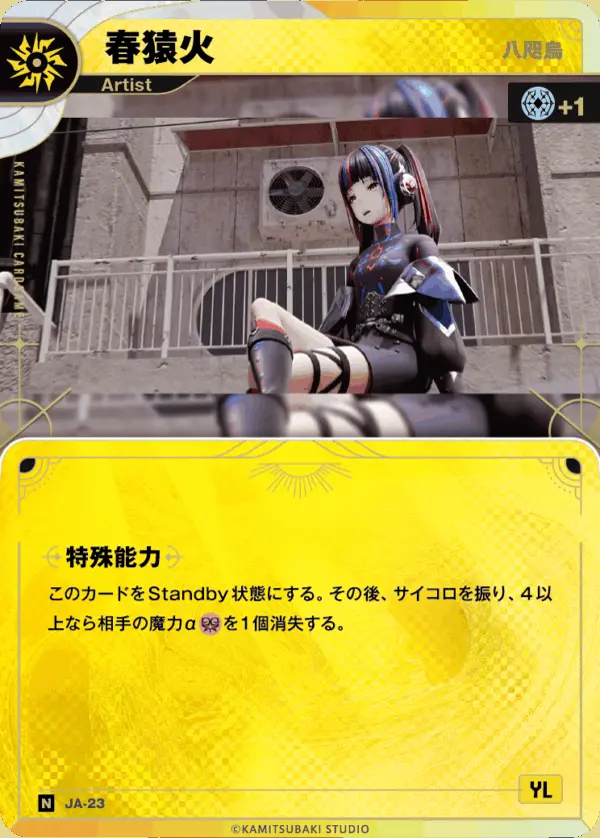 春猿火
八咫烏
Artist
+1
KAMITSUBAKI CARD GAME
特殊能力
このカードをStandby状態にする。その後、サイコロを振り、4以
上なら相手の魔力αを1個消失する。
N JA-23
YL
©KAMITSUBAKI STUDIO